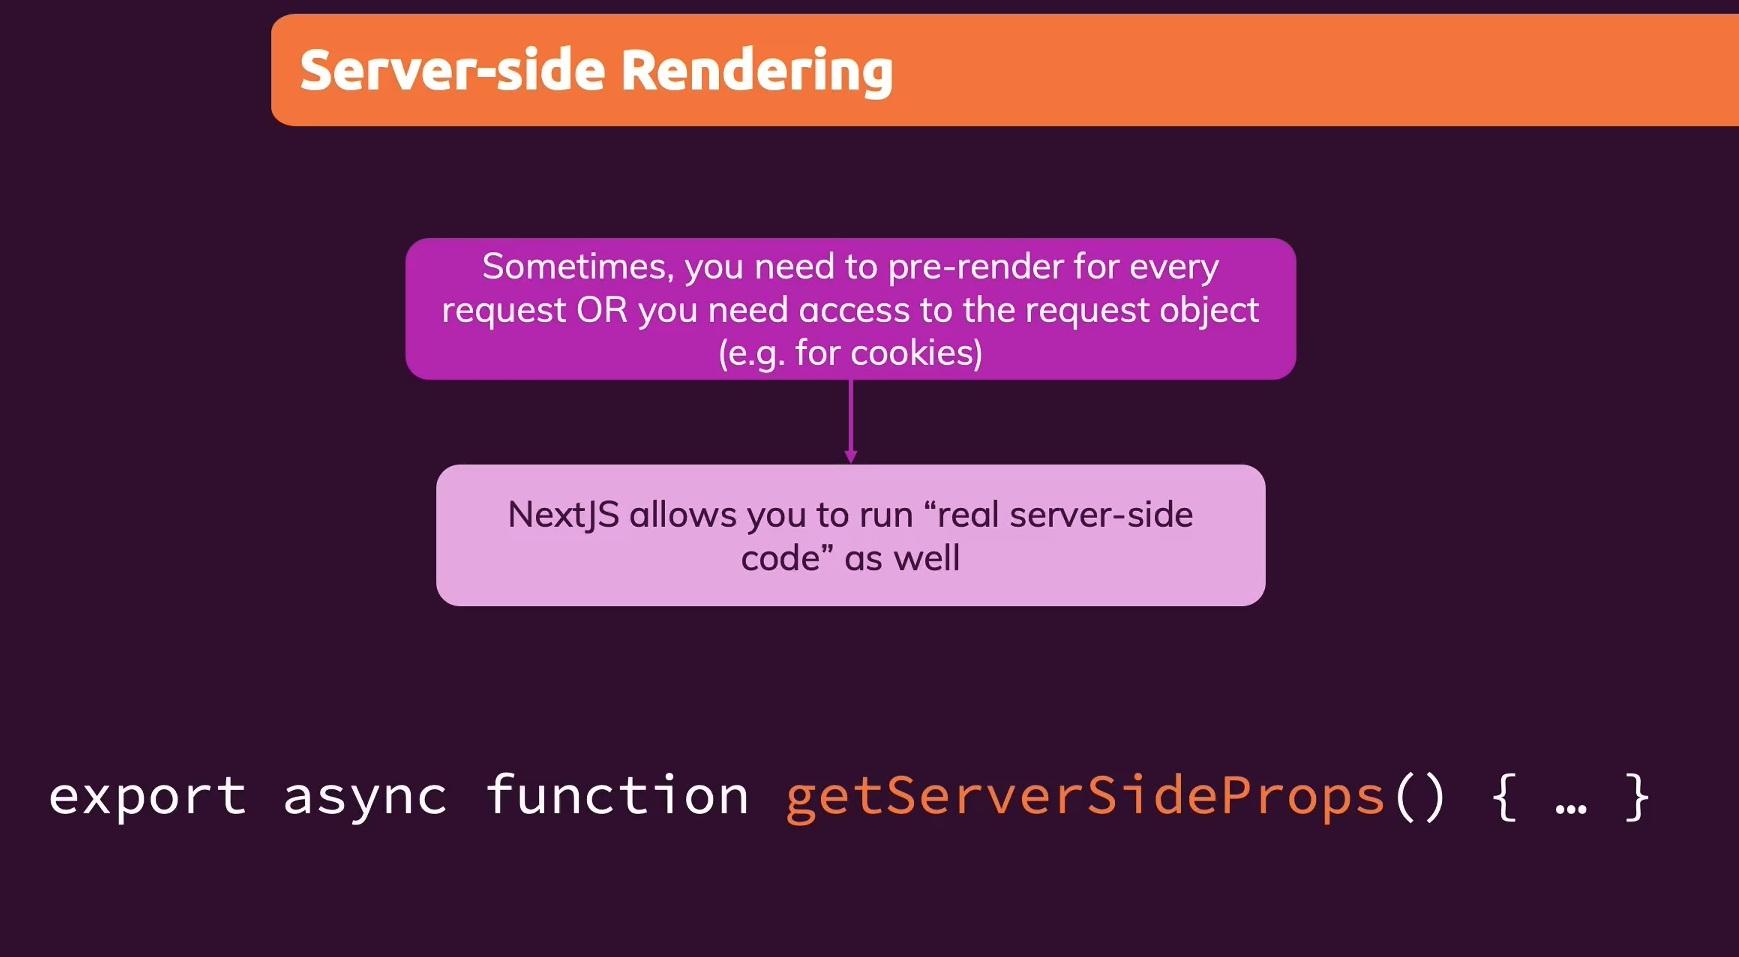 Server-side Rendering
Sometimes, you need to pre-render for every
request OR you need access to the request object
(e.g. for cookies)
NextJS allows you to run “real server-side
code” as well
export async function getServerSideProps() { … }